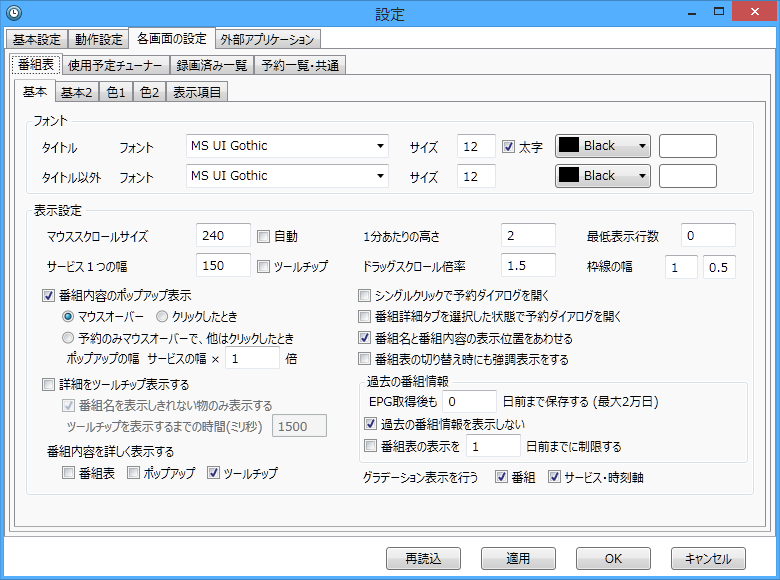 設定
基本設定 動作設定 各画面の設定 外部アプリケーション
番組表 使用予定チューナー 録画済み一覧 予約一覧・共通
基本 基本2 色1 色2 表示項目
フォント
タイトル フォント MS UI Gothic サイズ 12 太字 Black
タイトル以外 フォント MS UI Gothic サイズ 12 Black
表示設定
マウススクロールサイズ 240 自動 1分あたりの高さ 2 最低表示行数 0
サービス1つの幅 150 ツールチップ ドラッグスクロール倍率 1.5 枠線の幅 1 0.5
番組内容のポップアップ表示
マウスオーバー クリックしたとき
予約のみマウスオーバーで、他はクリックしたとき
ポップアップの幅 サービスの幅 × 1 倍
詳細をツールチップ表示する
番組名を表示しきれない物のみ表示する
ツールチップを表示するまでの時間(ミリ秒) 1500
番組内容を詳しく表示する
番組表 ポップアップ ツールチップ
シングルクリックで予約ダイアログを開く
番組詳細タブを選択した状態で予約ダイアログを開く
番組名と番組内容の表示位置をあわせる
番組表の切り替え時にも強調表示をする
過去の番組情報
EPG取得後も 0 日前まで保存する (最大2万日)
過去の番組情報を表示しない
番組表の表示を 1 日前までに制限する
グラデーション表示を行う 番組 サービス・時刻軸
再読込 適用 OK キャンセル